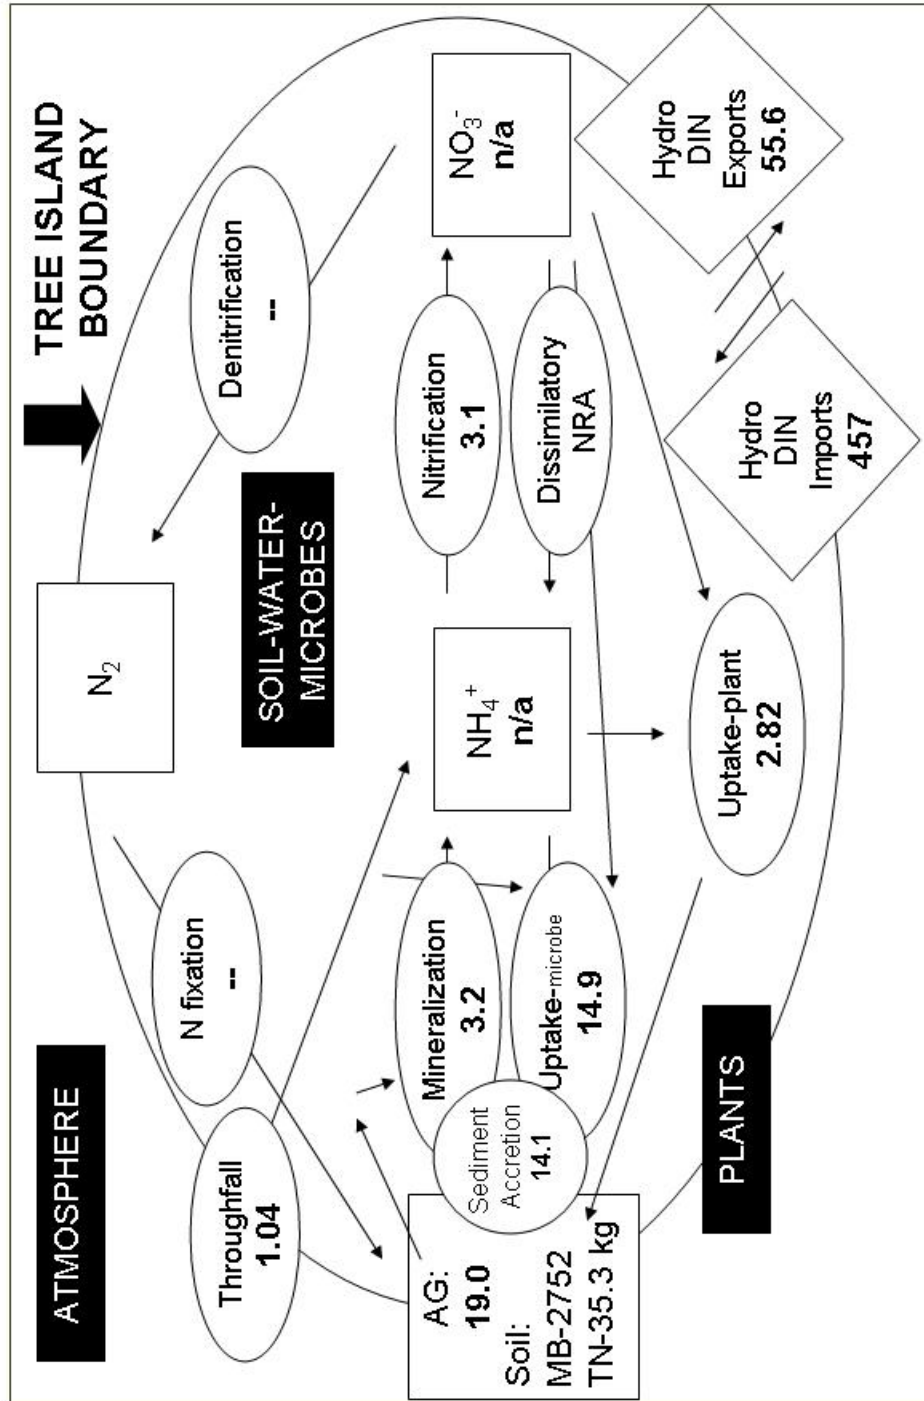 ATMOSPHERE
TREE ISLAND
BOUNDARY
N₂
Throughfall
1.04
N fixation
--
Denitrification
--
SOIL-WATER-
MICROBES
AG:
19.0
Soil:
MB-2752
TN-35.3 kg
Sediment
Accretion
14.1
Mineralization
3.2
Uptake-microbe
14.9
NH₄⁺
n/a
Nitrification
3.1
Dissimilatory
NRA
NO₃⁻
n/a
PLANTS
Uptake-plant
2.82
Hydro
DIN
Imports
457
Hydro
DIN
Exports
55.6